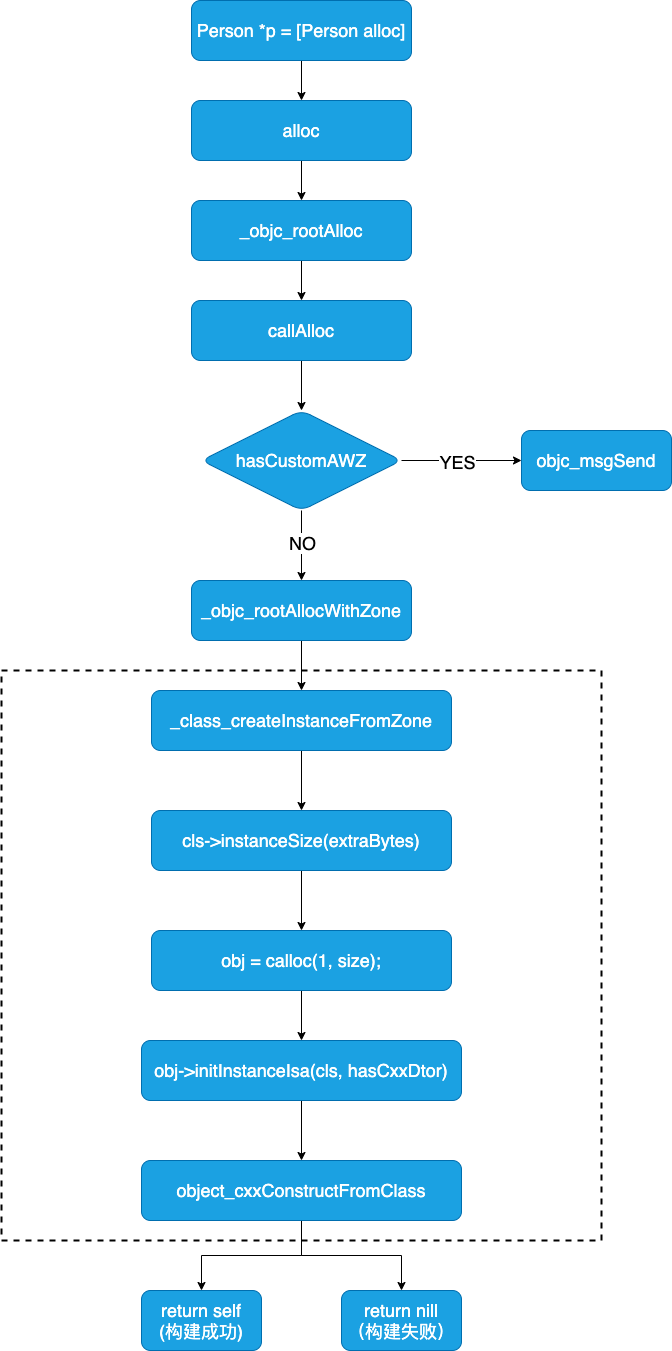 Person *p = [Person alloc]
alloc
_objc_rootAlloc
callAlloc
hasCustomAWZ
YES
objc_msgSend
NO
_objc_rootAllocWithZone
_class_createInstanceFromZone
cls->instanceSize(extraBytes)
obj = calloc(1, size);
obj->initInstanceIsa(cls, hasCxxDtor)
object_cxxConstructFromClass
return self
(构建成功)
return nill
（构建失败）